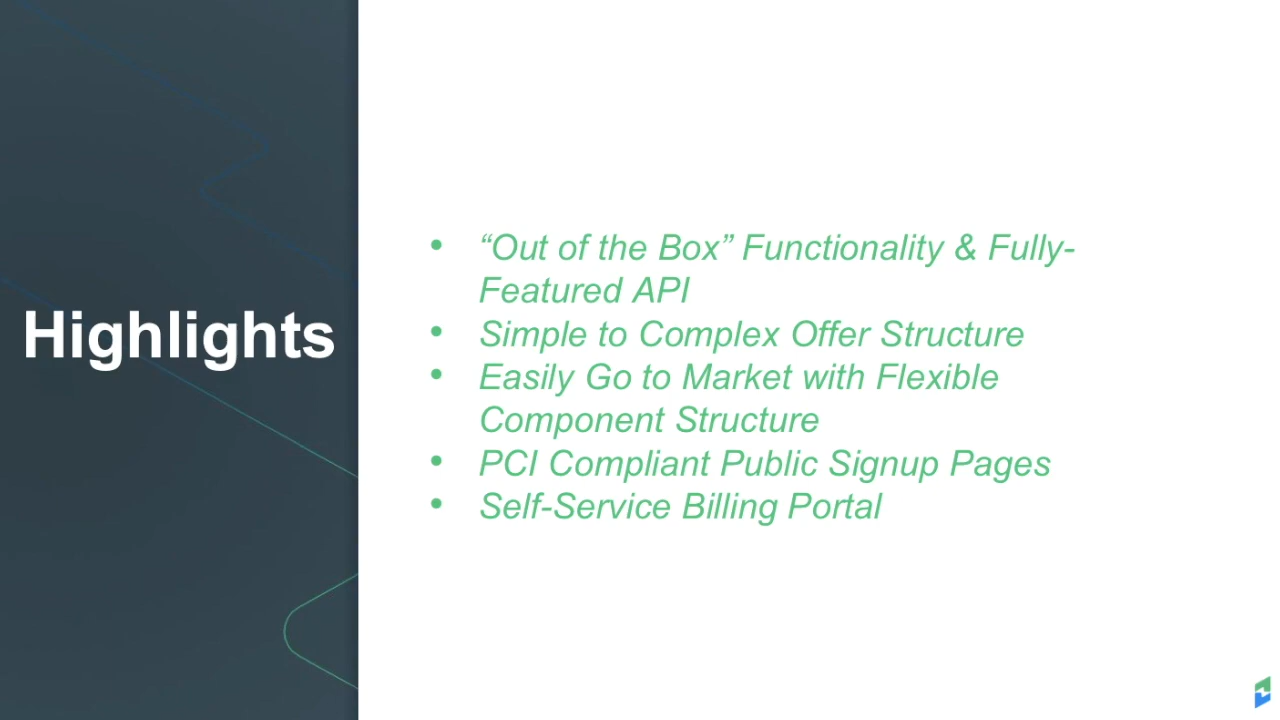 Highlights
• “Out of the Box” Functionality & Fully-
Featured API
• Simple to Complex Offer Structure
• Easily Go to Market with Flexible
Component Structure
• PCI Compliant Public Signup Pages
• Self-Service Billing Portal